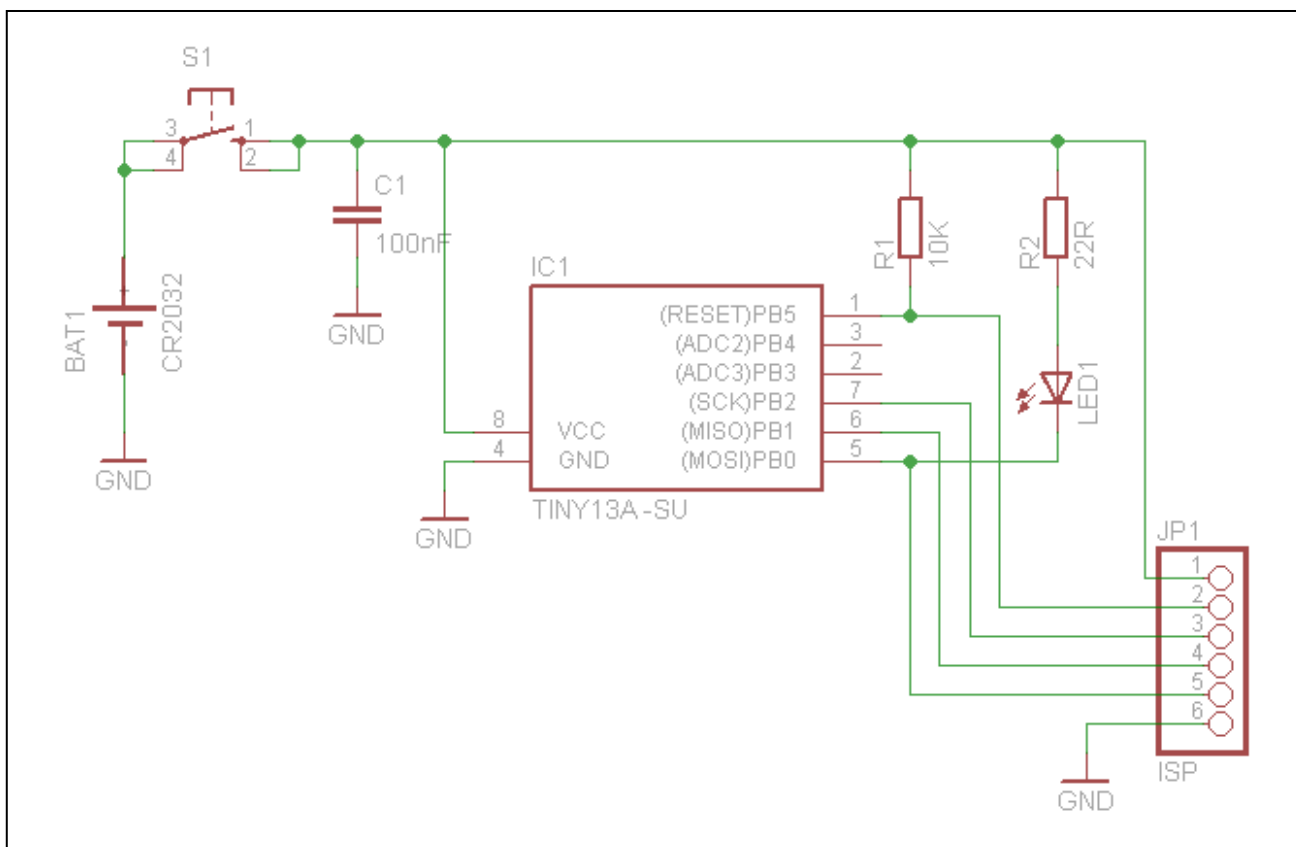 S1
3 1
4 2
C1
100nF
GND
BAT1
CR2032
GND
IC1
(RESET)PB5 1
(ADC2)PB4 3
(ADC3)PB3 2
(SCK)PB2 7
8 VCC (MISO)PB1 6
4 GND (MOSI)PB0 5
TINY13A-SU
GND
R1
10K
R2
22R
LED1
JP1
1
2
3
4
5
6
ISP
GND